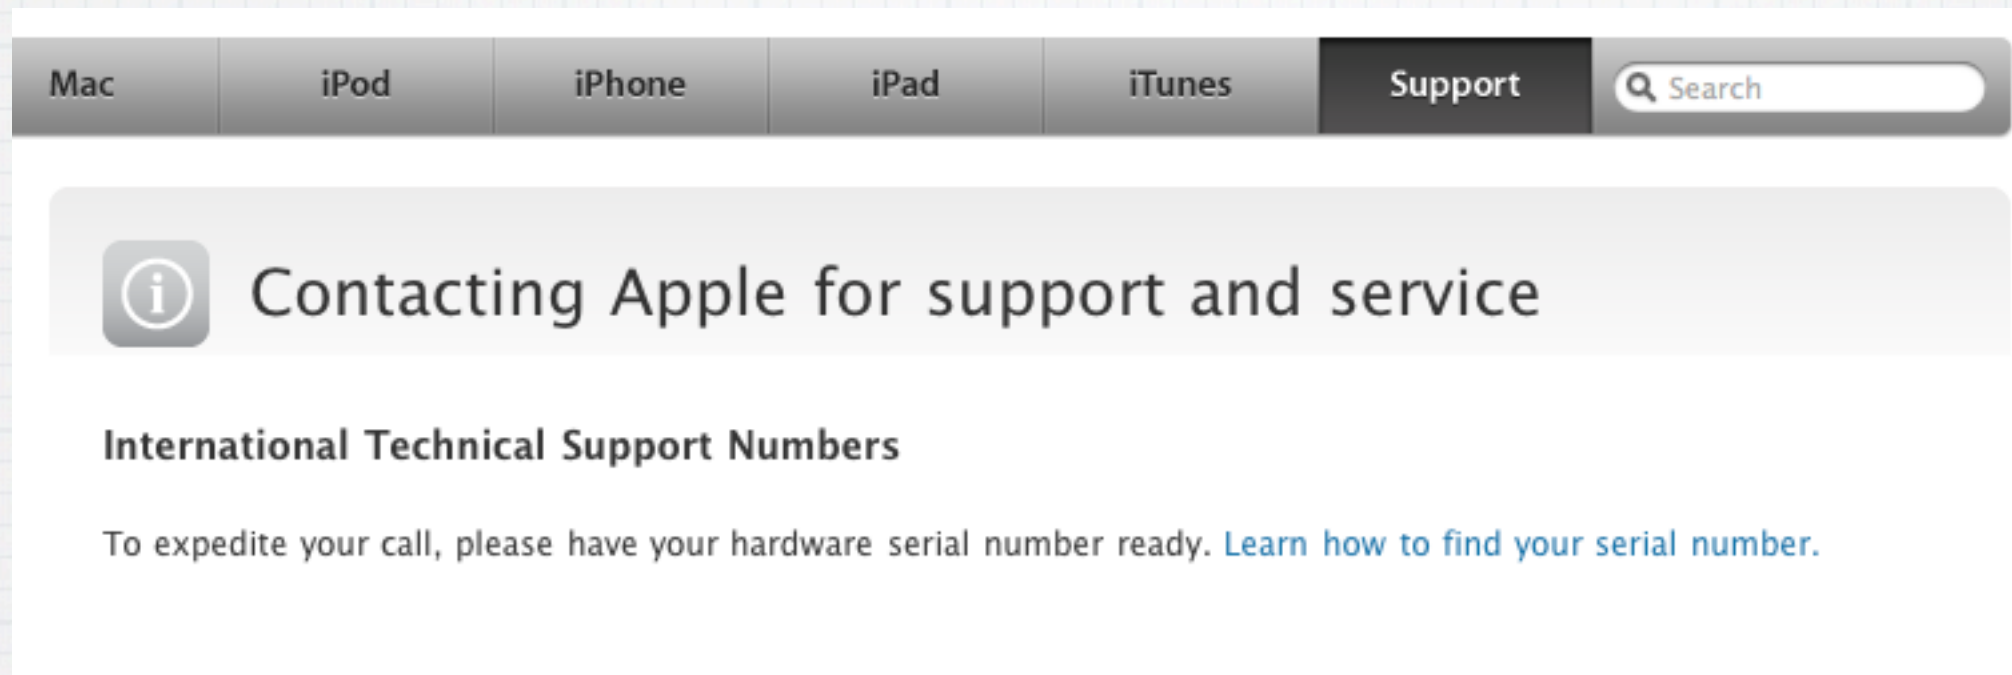 Mac iPod iPhone iPad iTunes Support Search
Contacting Apple for support and service
International Technical Support Numbers
To expedite your call, please have your hardware serial number ready. Learn how to find your serial number.